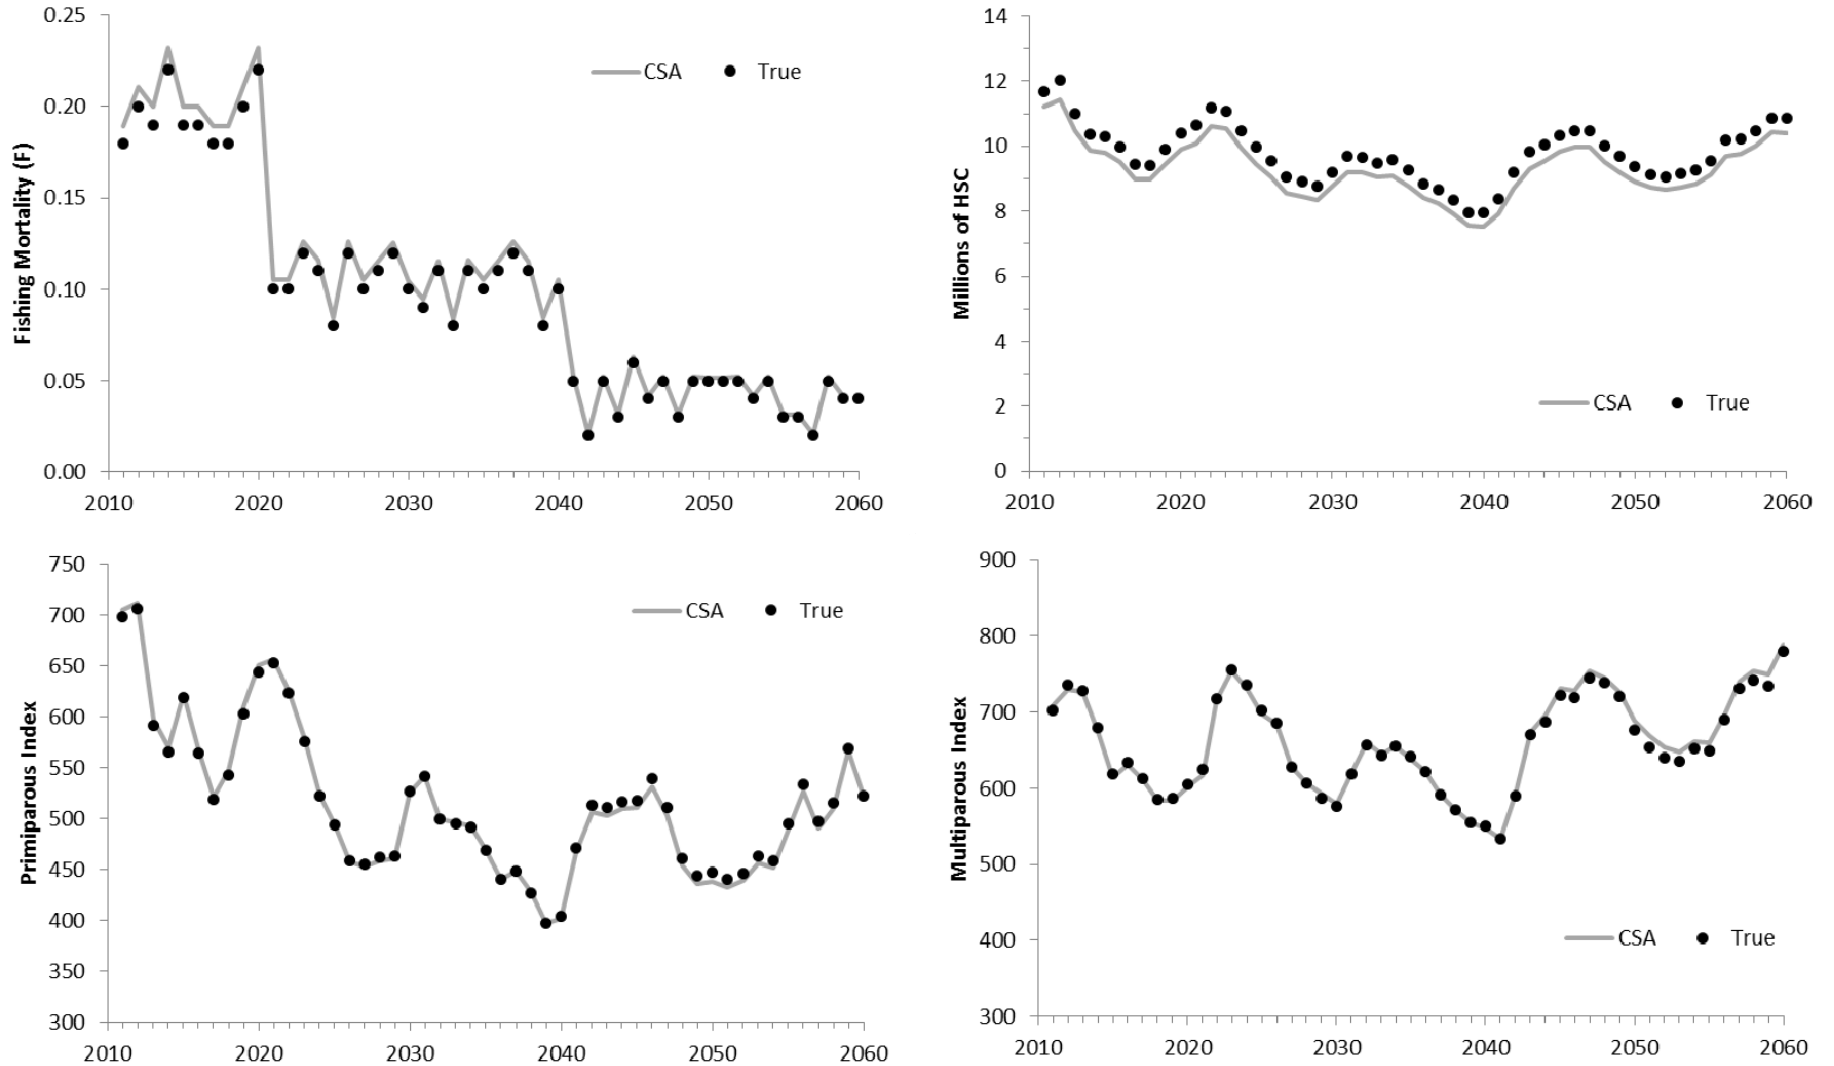 Fishing Mortality (F)
0.25
0.20
0.15
0.10
0.05
0.00
2010 2020 2030 2040 2050 2060
CSA True
Millions of HSC
14
12
10
8
6
4
2
0
2010 2020 2030 2040 2050 2060
CSA True
Primiparous Index
750
700
650
600
550
500
450
400
350
300
2010 2020 2030 2040 2050 2060
CSA True
Multiparous Index
900
800
700
600
500
400
300
2010 2020 2030 2040 2050 2060
CSA True